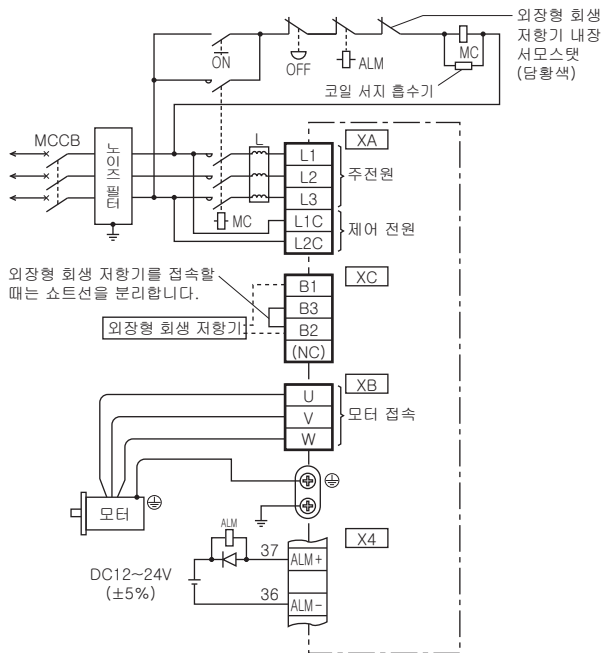 외장형 회생
저항기 내장
서모스탯
(담황색)
ON
OFF
ALM
MC
코일 서지 흡수기
MCCB
노이즈 필터
L
MC
XA
L1
L2
L3
L1C
L2C
주전원
제어 전원
외장형 회생 저항기를 접속할
때는 쇼트선을 분리합니다.
외장형 회생 저항기
XC
B1
B3
B2
(NC)
XB
U
V
W
모터 접속
모터
X4
ALM
37
ALM+
DC12~24V
(±5%)
36
ALM-